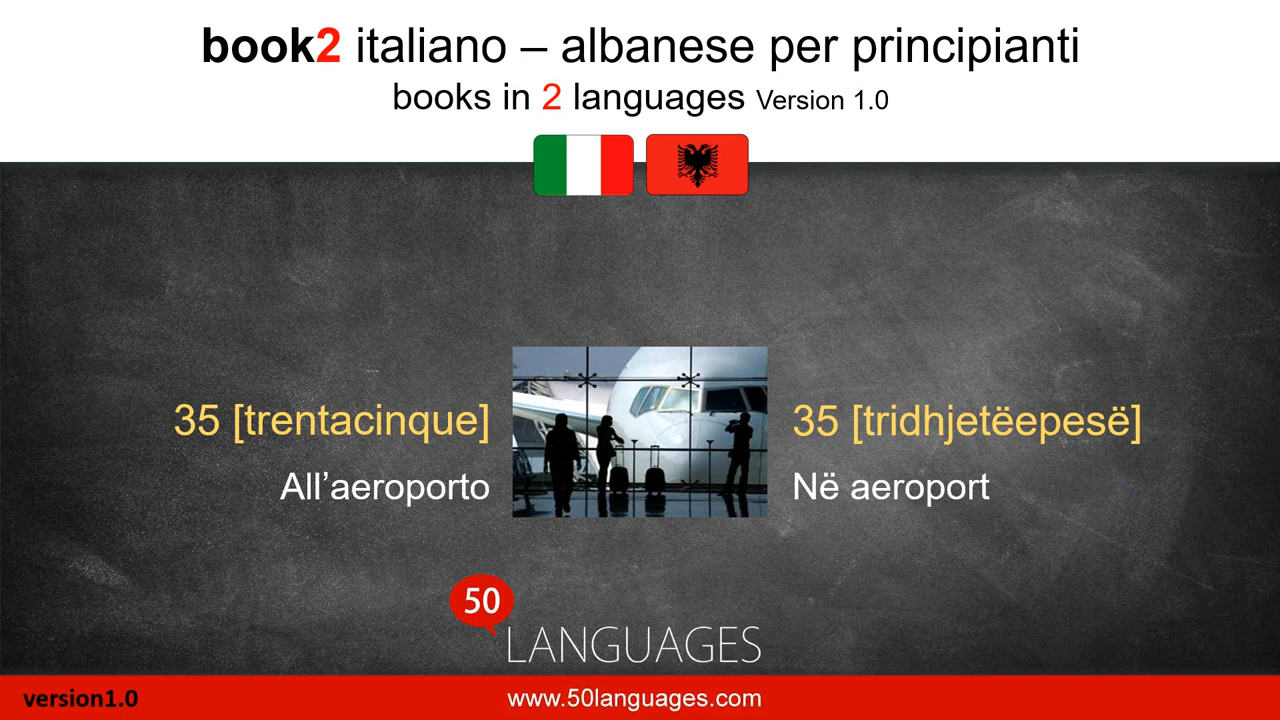 book2 italiano – albanese per principianti
books in 2 languages Version 1.0
35 [trentacinque]
All’aeroporto
35 [tridhjetëepesë]
Në aeroport
50
LANGUAGES
version1.0
www.50languages.com